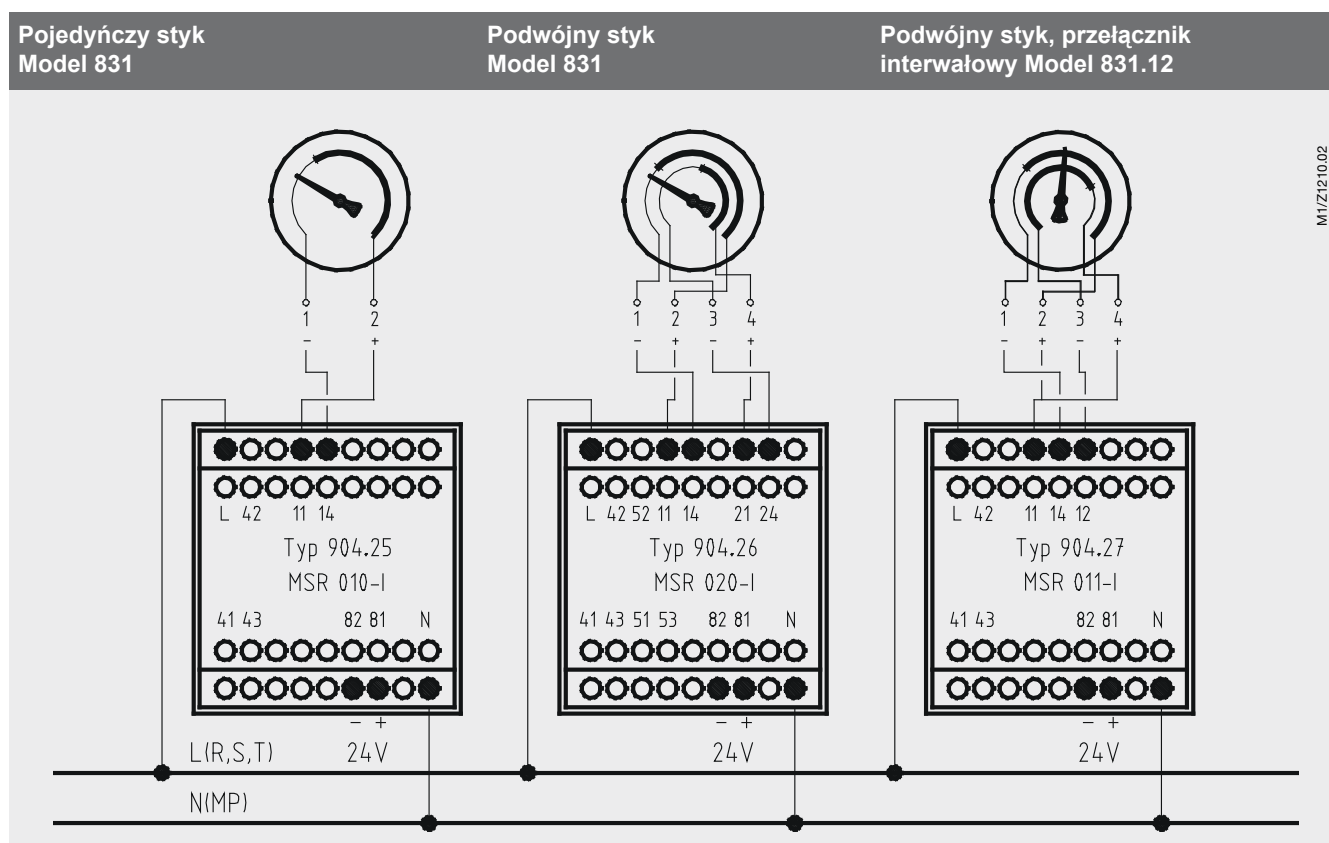 Pojedyńczy styk
Model 831
Podwójny styk
Model 831
Podwójny styk, przełącznik
interwałowy Model 831.12
M1/Z1210.02
1 2
- +
1 2 3 4
- + - +
1 2 3 4
- + - +
L 42 11 14
Typ 904.25
MSR 010-I
41 43 82 81 N
- +
24V
L 42 52 11 14 21 24
Typ 904.26
MSR 020-I
41 43 51 53 82 81 N
- +
24V
L 42 11 14 12
Typ 904.27
MSR 011-I
41 43 82 81 N
- +
24V
L(R,S,T)
N(MP)